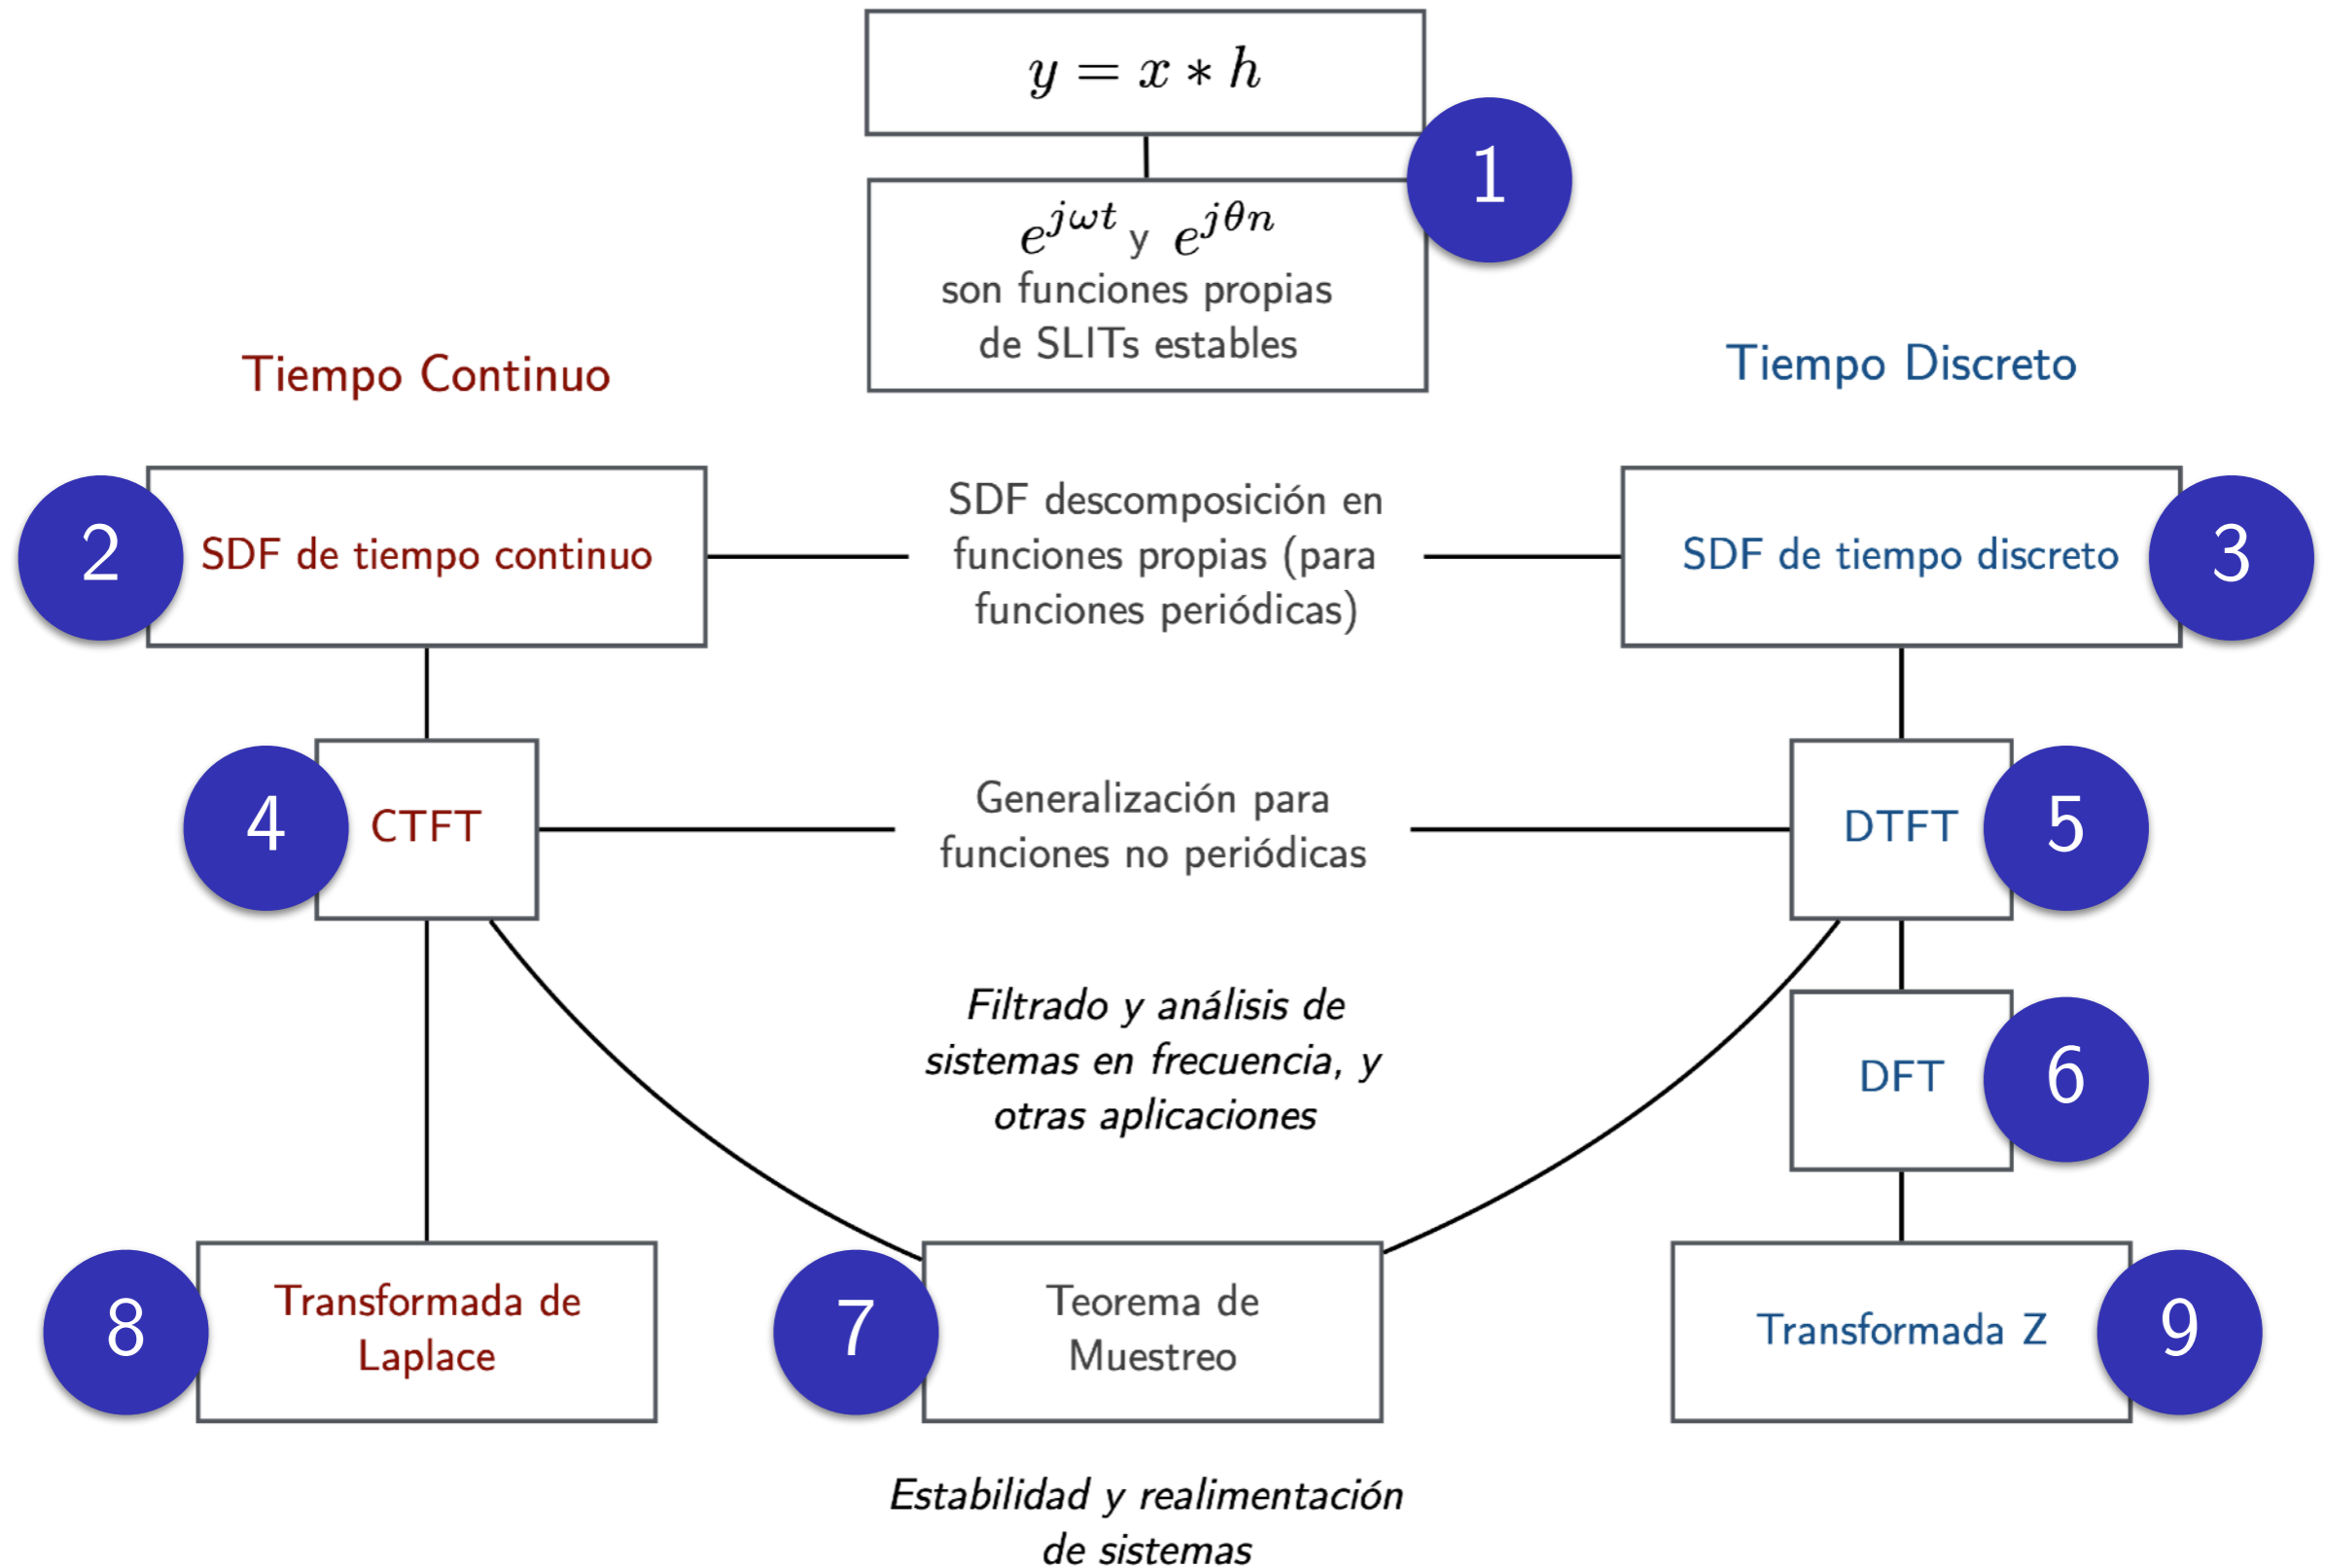 y = x * h
1
e^{jωt} y e^{jθn}
son funciones propias
de SLITs estables
Tiempo Continuo
Tiempo Discreto
2
SDF de tiempo continuo
SDF descomposición en
funciones propias (para
funciones periódicas)
SDF de tiempo discreto
3
4
CTFT
Generalización para
funciones no periódicas
DTFT
5
Filtrado y análisis de
sistemas en frecuencia, y
otras aplicaciones
DFT
6
8
Transformada de
Laplace
7
Teorema de
Muestreo
Transformada Z
9
Estabilidad y realimentación
de sistemas